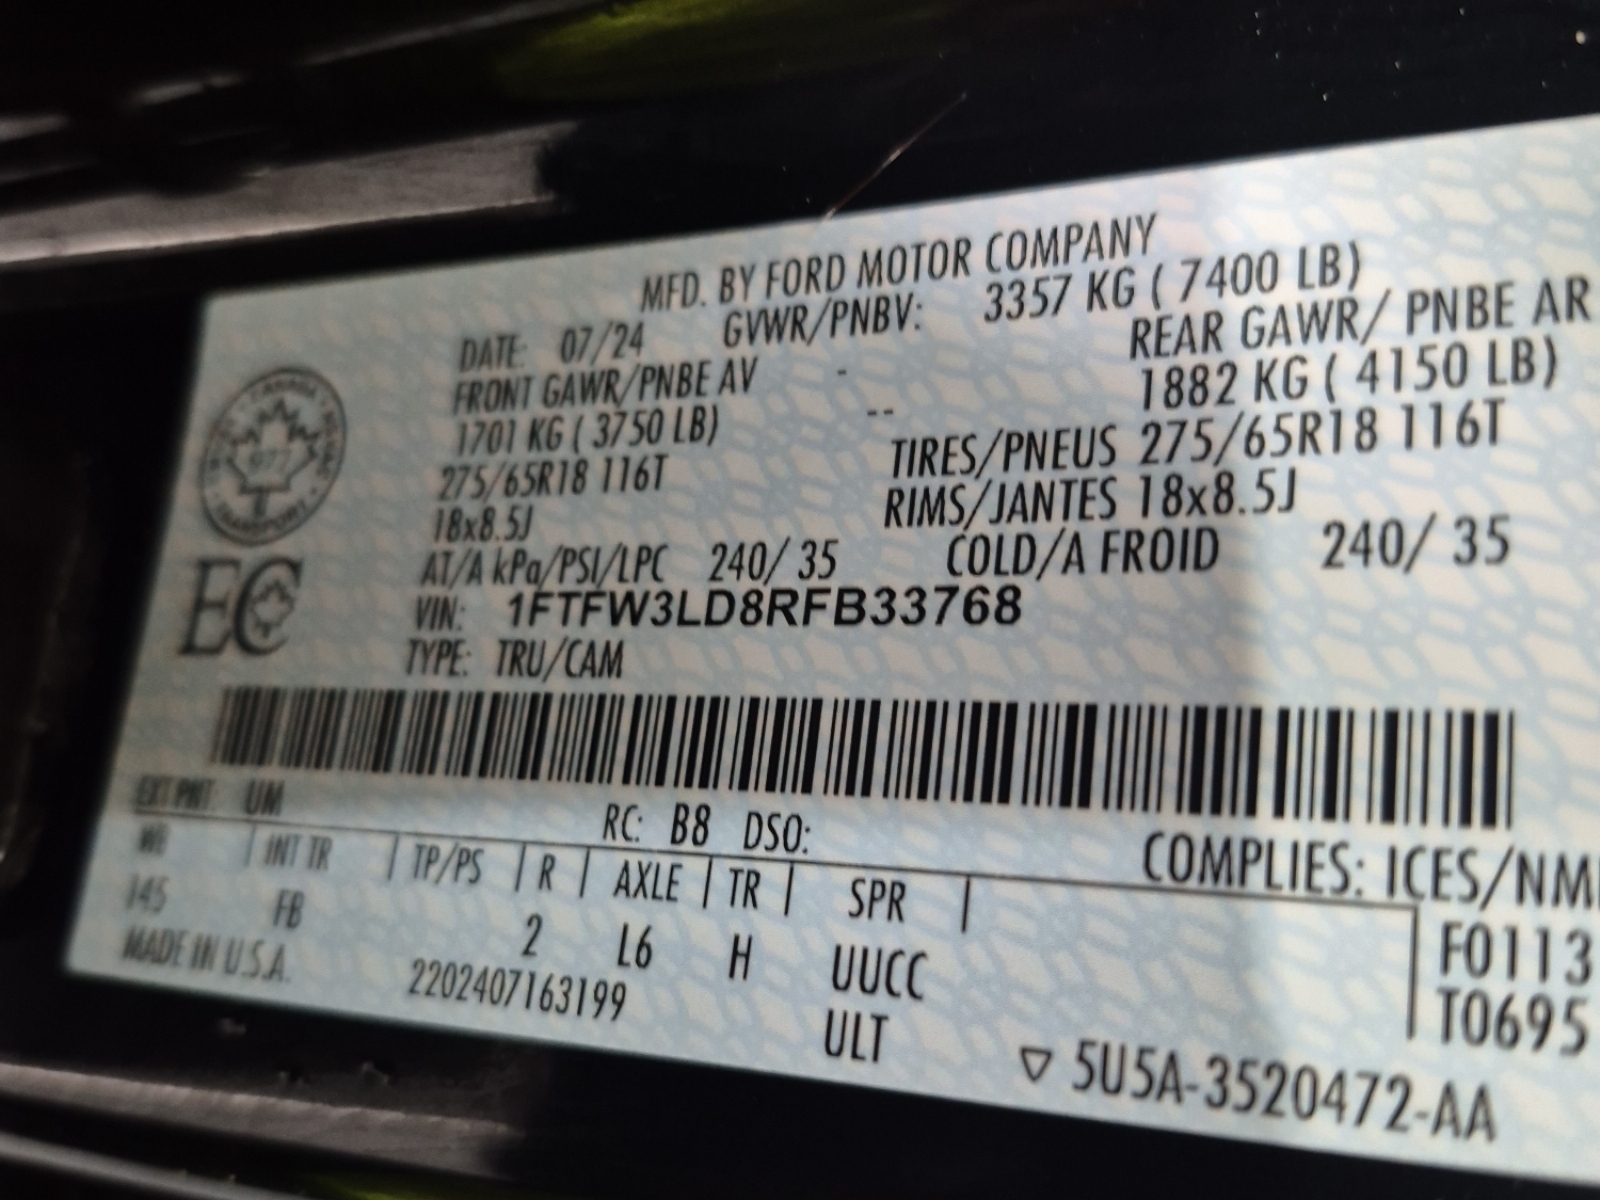 MFD. BY FORD MOTOR COMPANY
DATE: 07/24 GVWR/PNBV: 3357 KG ( 7400 LB)
FRONT GAWR/PNBE AV - REAR GAWR/ PNBE AR
1701 KG ( 3750 LB) -- 1882 KG ( 4150 LB)
275/65R18 116T TIRES/PNEUS 275/65R18 116T
18x8.5J RIMS/JANTES 18x8.5J
AT/A kPa/PSI/LPC 240/ 35 COLD/A FROID 240/ 35
VIN: 1FTFW3LD8RFB33768
TYPE: TRU/CAM
CANADA
TRANSPORT
EC
EXT PNT: UM RC: B8 DSO:
COMPLIES: ICES/NM
WB | INT TR | TP/PS | R | AXLE | TR | SPR |
145 FB 2 L6 H UUCC
F0113
MADE IN U.S.A. 2202407163199 ULT
T0695
▽ 5U5A-3520472-AA